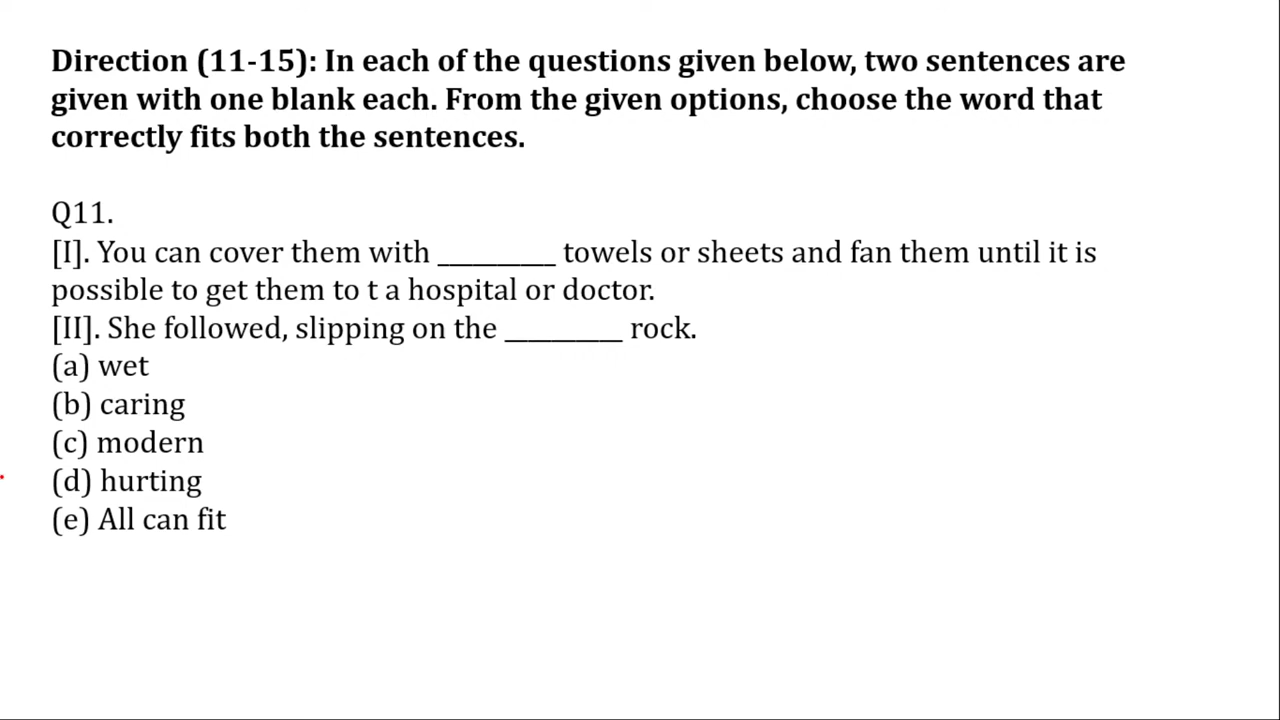 Direction (11-15): In each of the questions given below, two sentences are
given with one blank each. From the given options, choose the word that
correctly fits both the sentences.
Q11.
[I]. You can cover them with __________ towels or sheets and fan them until it is
possible to get them to t a hospital or doctor.
[II]. She followed, slipping on the __________ rock.
(a) wet
(b) caring
(c) modern
(d) hurting
(e) All can fit